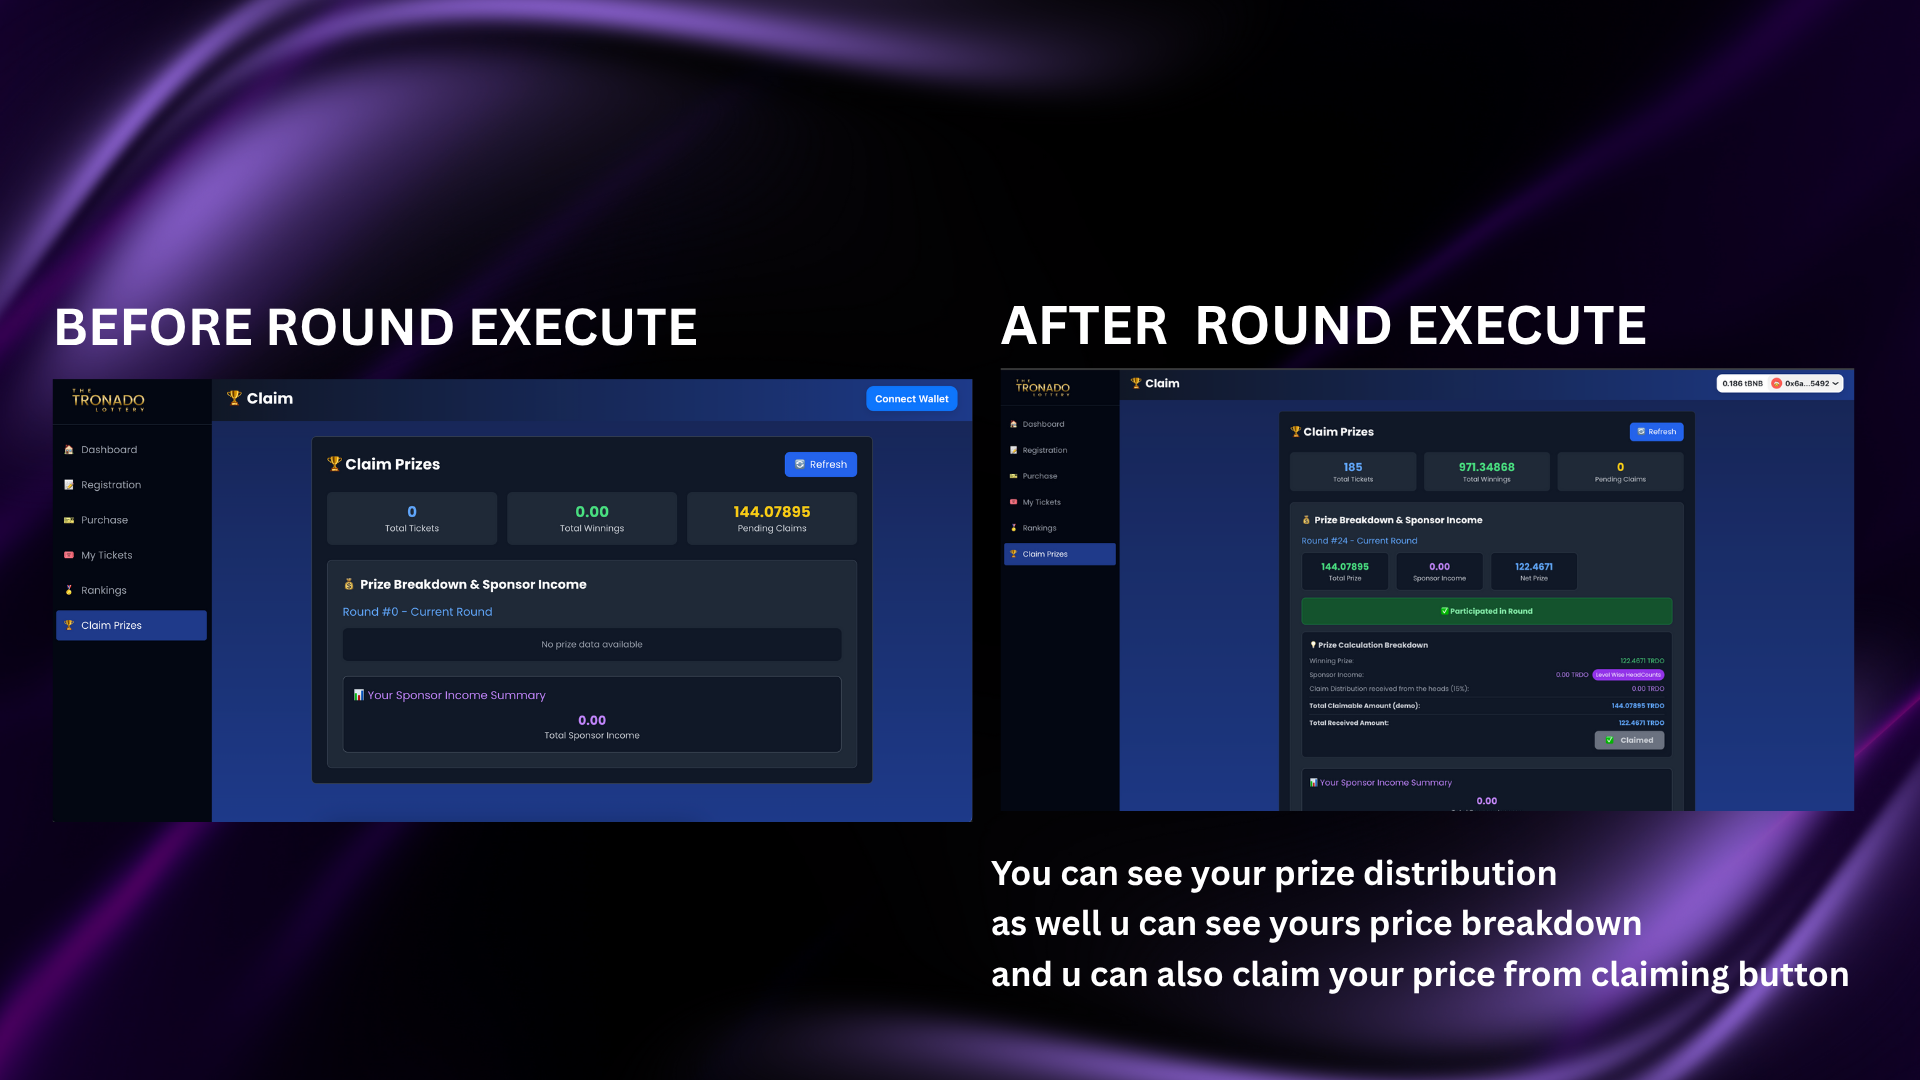 BEFORE ROUND EXECUTE
THE
TRONADO
LOTTERY
Dashboard
Registration
Purchase
My Tickets
Rankings
Claim Prizes
Claim
Connect Wallet
Claim Prizes
Refresh
0
Total Tickets
0.00
Total Winnings
144.07895
Pending Claims
Prize Breakdown & Sponsor Income
Round #0 - Current Round
No prize data available
Your Sponsor Income Summary
0.00
Total Sponsor Income
AFTER ROUND EXECUTE
THE
TRONADO
LOTTERY
Dashboard
Registration
Purchase
My Tickets
Rankings
Claim Prizes
Claim
0.186 tBNB 0x6a...5492
Claim Prizes
Refresh
185
Total Tickets
971.34868
Total Winnings
0
Pending Claims
Prize Breakdown & Sponsor Income
Round #24 - Current Round
144.07895
Total Prize
0.00
Sponsor Income
122.4671
Net Prize
Participated in Round
Prize Calculation Breakdown
Winning Prize: 122.4671 TRDO
Sponsor Income: 0.00 TRDO Level Wise HeadCounts
Claim Distribution received from the heads (15%): 0.00 TRDO
Total Claimable Amount (demo): 144.07895 TRDO
Total Received Amount: 122.4671 TRDO
Claimed
Your Sponsor Income Summary
0.00
You can see your prize distribution
as well u can see yours price breakdown
and u can also claim your price from claiming button